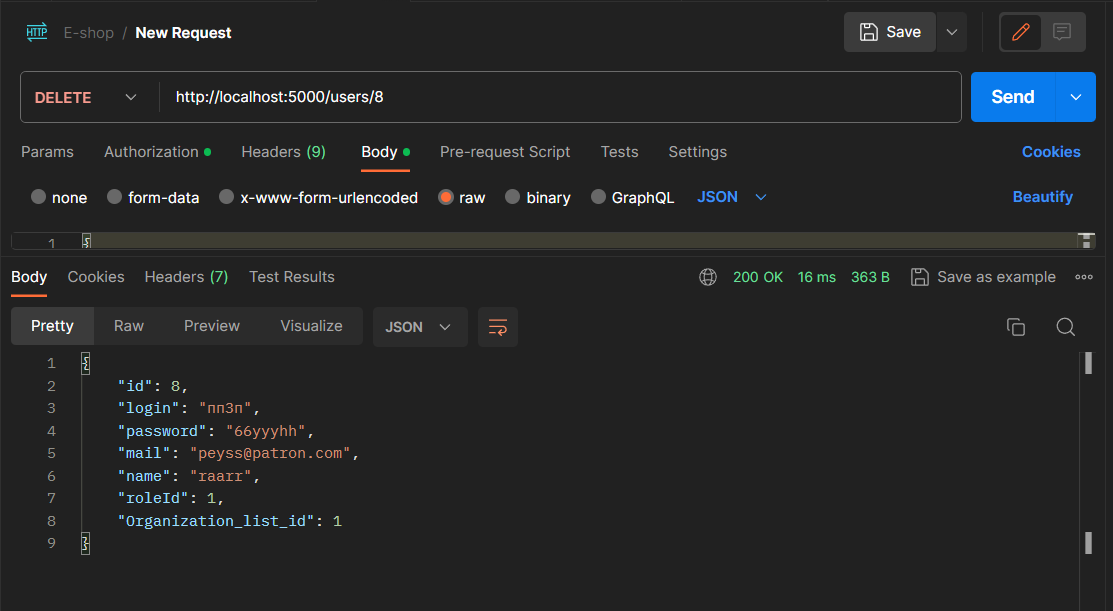 HTTP E-shop / New Request Save
DELETE http://localhost:5000/users/8 Send
Params Authorization Headers (9) Body Pre-request Script Tests Settings Cookies
none form-data x-www-form-urlencoded raw binary GraphQL JSON Beautify
1 {
Body Cookies Headers (7) Test Results 200 OK 16 ms 363 B Save as example
Pretty Raw Preview Visualize JSON
1 {
2 "id": 8,
3 "login": "пп3п",
4 "password": "66yyyhh",
5 "mail": "peyss@patron.com",
6 "name": "raarr",
7 "roleId": 1,
8 "Organization_list_id": 1
9 }